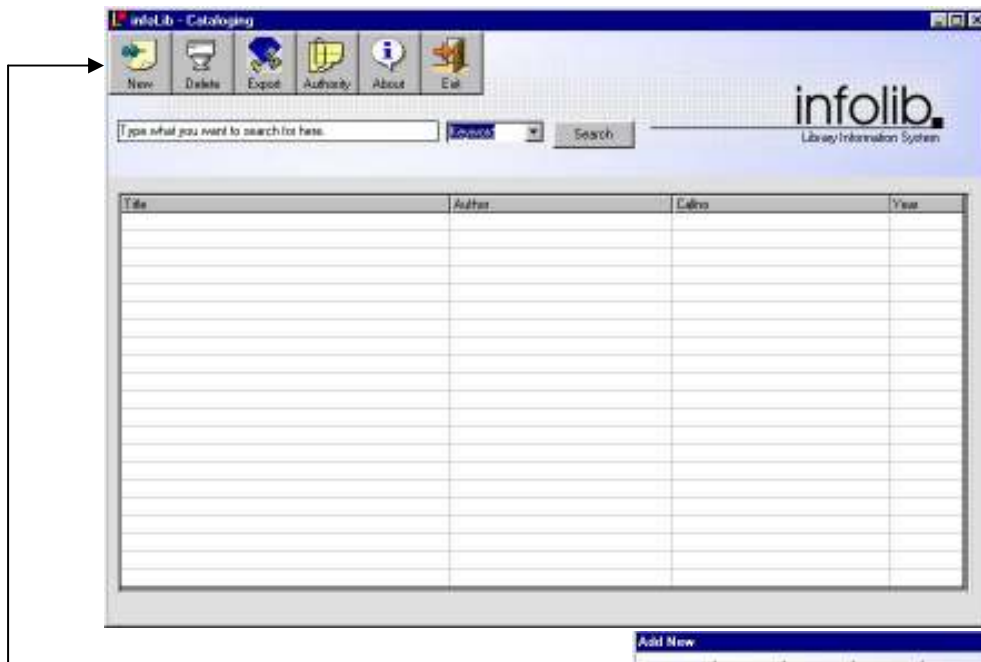 infoLib - Cataloging
New Delete Export Authority About Exit
infolib.
Library Information System
Type what you want to search for here. Keyword Search
Title Author Callno Year
Add New